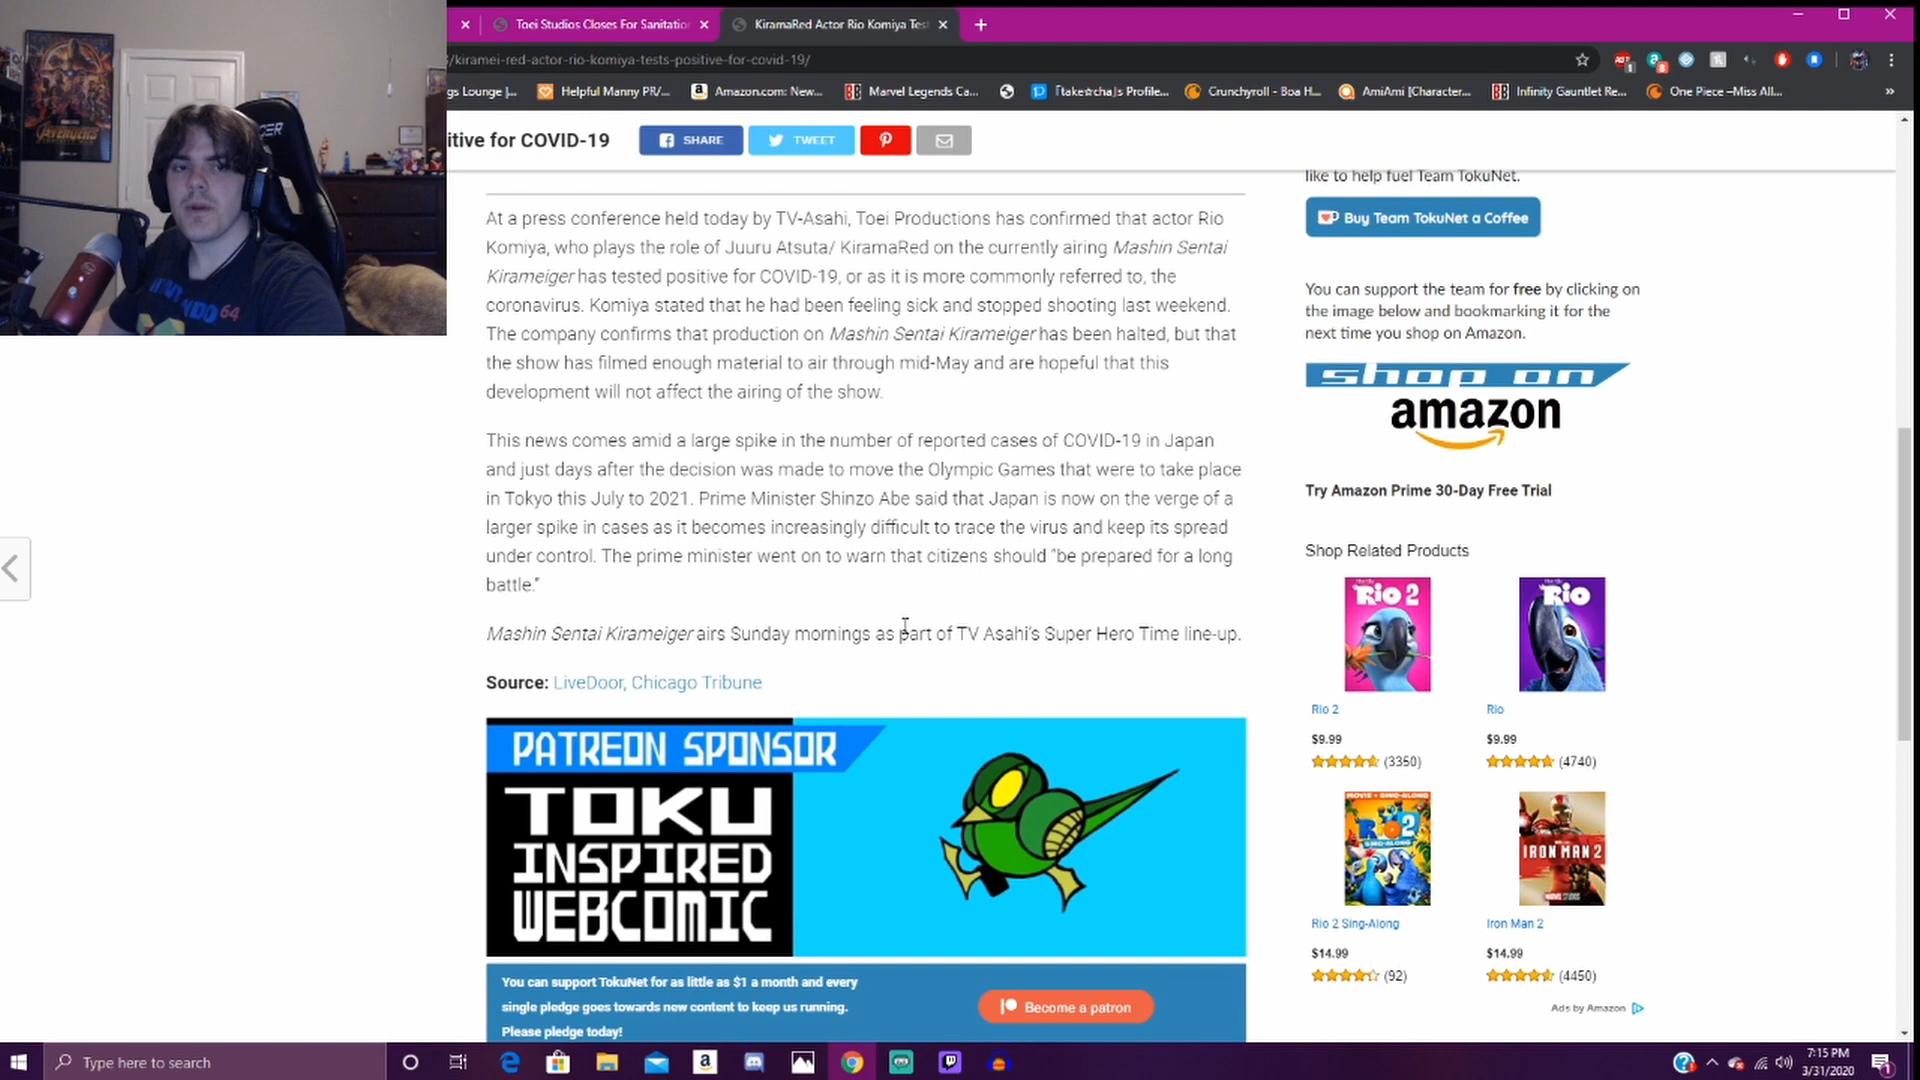 Toei Studios Closes For Sanitation
KiramaRed Actor Rio Komiya Tes
/kiramei-red-actor-rio-komiya-tests-positive-for-covid-19/
gs Lounge |...
Helpful Manny PR/...
Amazon.com: New...
Marvel Legends Ca...
Crunchyroll - Boa H...
AmiAmi [Character...
Infinity Gauntlet Re...
One Piece –Miss All...
AVENGERS
NINTENDO 64
itive for COVID-19
SHARE
TWEET
At a press conference held today by TV-Asahi, Toei Productions has confirmed that actor Rio
Komiya, who plays the role of Juuru Atsuta/ KiramaRed on the currently airing Mashin Sentai
Kirameiger has tested positive for COVID-19, or as it is more commonly referred to, the
coronavirus. Komiya stated that he had been feeling sick and stopped shooting last weekend.
The company confirms that production on Mashin Sentai Kirameiger has been halted, but that
the show has filmed enough material to air through mid-May and are hopeful that this
development will not affect the airing of the show.
This news comes amid a large spike in the number of reported cases of COVID-19 in Japan
and just days after the decision was made to move the Olympic Games that were to take place
in Tokyo this July to 2021. Prime Minister Shinzo Abe said that Japan is now on the verge of a
larger spike in cases as it becomes increasingly difficult to trace the virus and keep its spread
under control. The prime minister went on to warn that citizens should “be prepared for a long
battle.”
Mashin Sentai Kirameiger airs Sunday mornings as part of TV Asahi’s Super Hero Time line-up.
Source: LiveDoor, Chicago Tribune
PATREON SPONSOR
TOKU
INSPIRED
WEBCOMIC
You can support TokuNet for as little as $1 a month and every
single pledge goes towards new content to keep us running.
Please pledge today!
Become a patron
like to help fuel Team TokuNet.
Buy Team TokuNet a Coffee
You can support the team for free by clicking on
the image below and bookmarking it for the
next time you shop on Amazon.
shop on
amazon
Try Amazon Prime 30-Day Free Trial
Shop Related Products
Rio 2
Rio
Rio 2
Rio
$9.99
$9.99
(3350)
(4740)
MOVIE + SING-ALONG
Rio 2
SING-ALONG
IRON MAN 2
Rio 2 Sing-Along
Iron Man 2
$14.99
$14.99
(92)
(4450)
Ads by Amazon
Type here to search
7:15 PM
3/31/2020